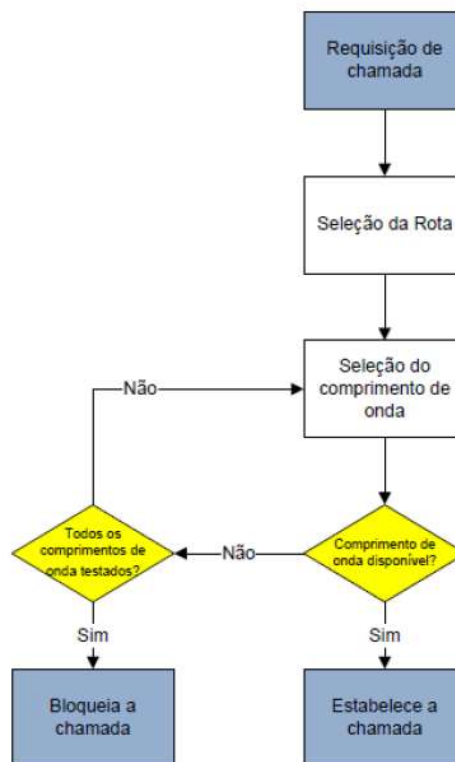 Requisição de
chamada
Seleção da Rota
Seleção do
comprimento de
onda
Não
Todos os
comprimentos de
onda testados?
Não
Comprimento de
onda disponível?
Sim
Sim
Bloqueia a
chamada
Estabelece a
chamada